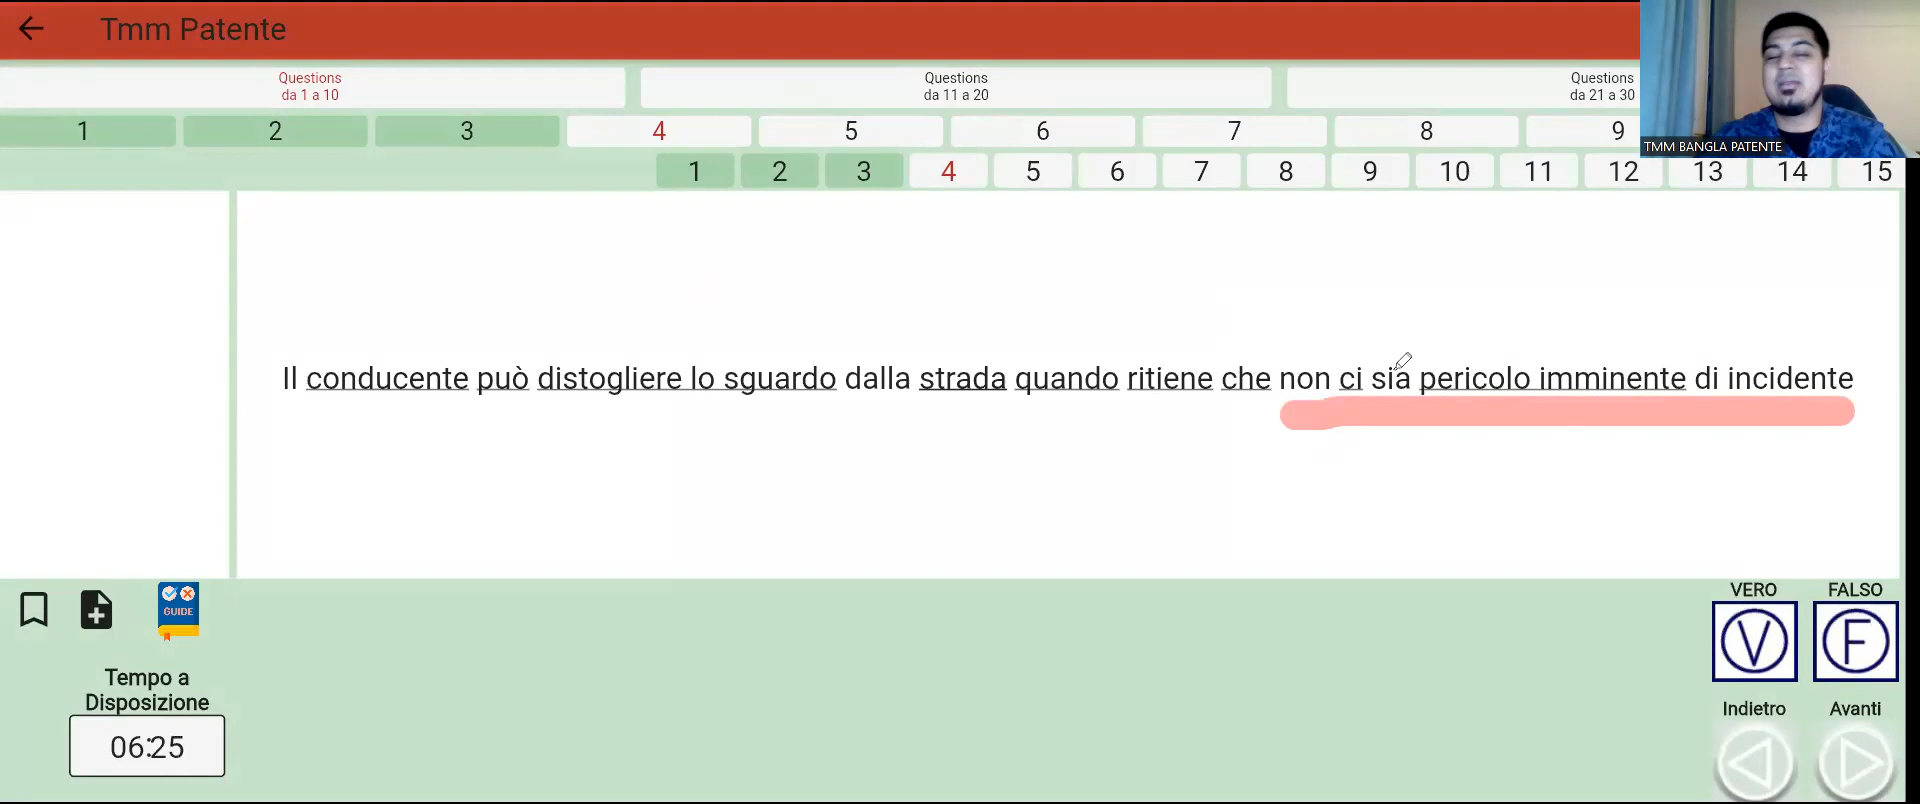 Tmm Patente
Questions
da 1 a 10
Questions
da 11 a 20
Questions
da 21 a 30
1 2 3 4 5 6 7 8 9
TMM BANGLA PATENTE
1 2 3 4 5 6 7 8 9 10 11 12 13 14 15
Il conducente può distogliere lo sguardo dalla strada quando ritiene che non ci sia pericolo imminente di incidente
GUIDE
VERO FALSO
V F
Tempo a
Disposizione
06:25
Indietro Avanti